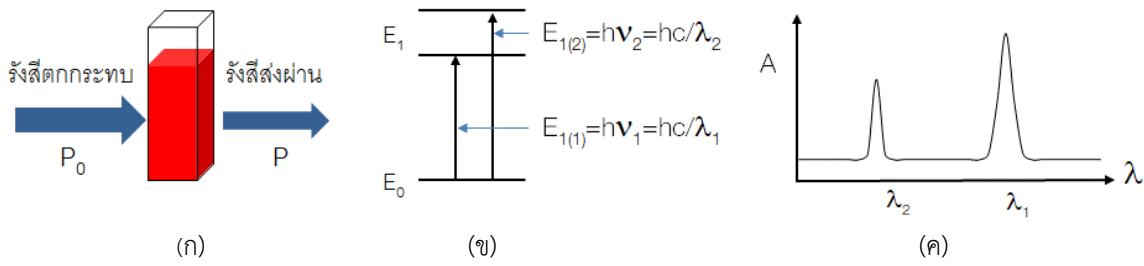 รังสีตกกระทบ
P₀
รังสีส่งผ่าน
P
(ก)
E₁
E₁₍₂₎=hν₂=hc/λ₂
E₁₍₁₎=hν₁=hc/λ₁
E₀
(ข)
A
λ₂
λ₁
λ
(ค)